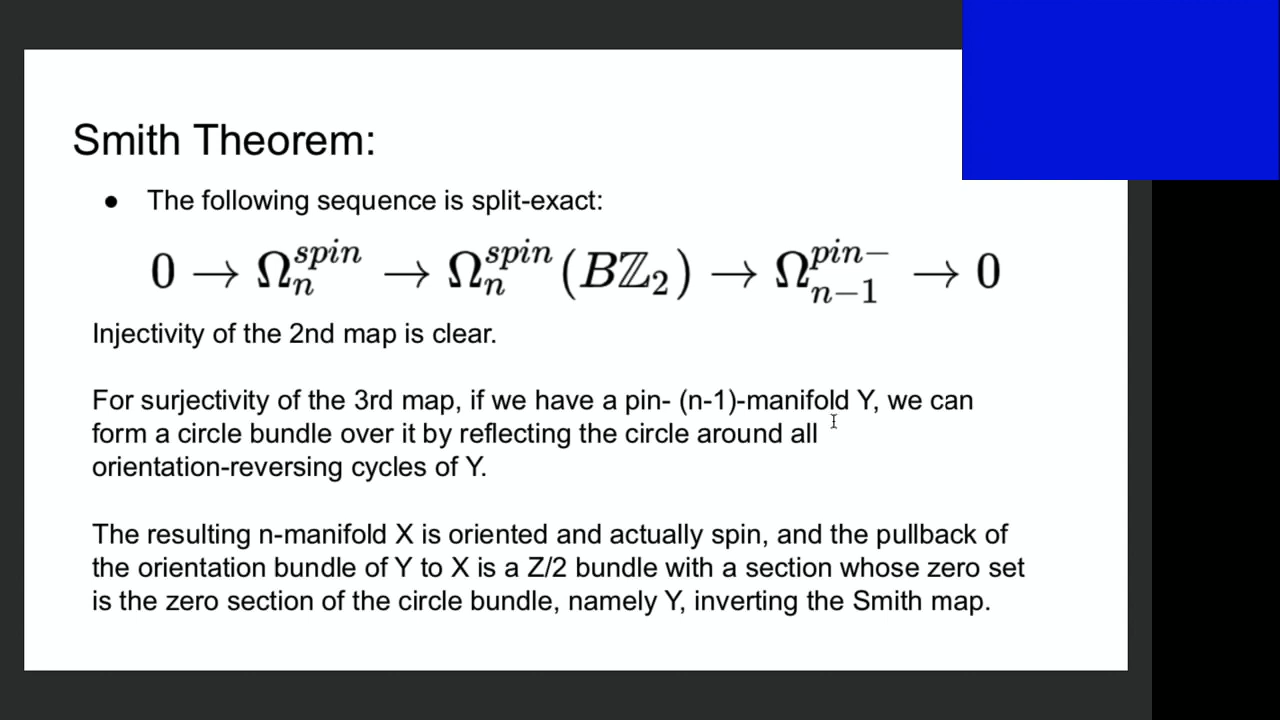 Smith Theorem:
● The following sequence is split-exact:
0 → Ω_n^{spin} → Ω_n^{spin}(Bℤ_2) → Ω_{n-1}^{pin-} → 0
Injectivity of the 2nd map is clear.
For surjectivity of the 3rd map, if we have a pin- (n-1)-manifold Y, we can
form a circle bundle over it by reflecting the circle around all
orientation-reversing cycles of Y.
The resulting n-manifold X is oriented and actually spin, and the pullback of
the orientation bundle of Y to X is a Z/2 bundle with a section whose zero set
is the zero section of the circle bundle, namely Y, inverting the Smith map.